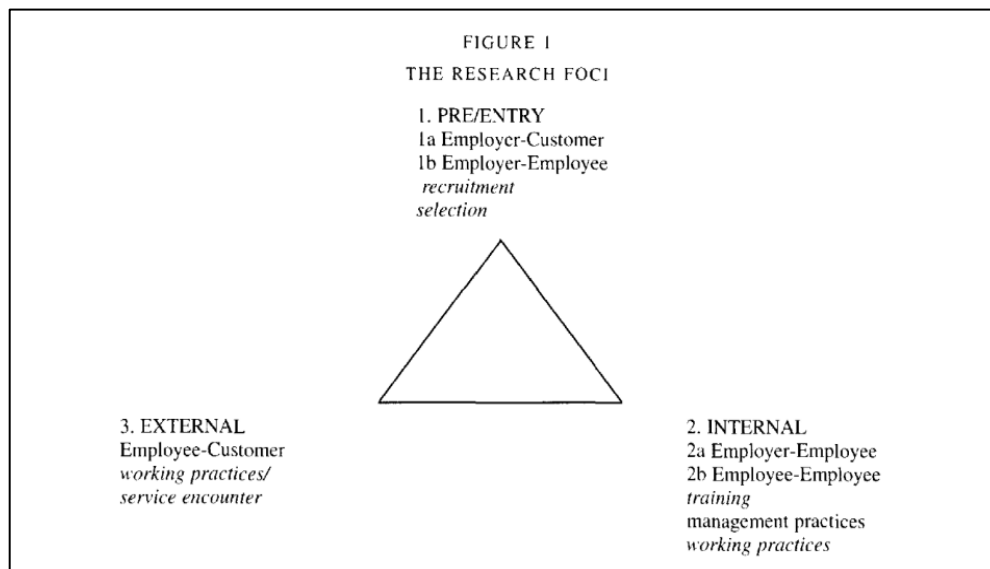 FIGURE 1
THE RESEARCH FOCI
1. PRE/ENTRY
1a Employer-Customer
1b Employer-Employee
recruitment
selection
3. EXTERNAL
Employee-Customer
working practices/
service encounter
2. INTERNAL
2a Employer-Employee
2b Employee-Employee
training
management practices
working practices